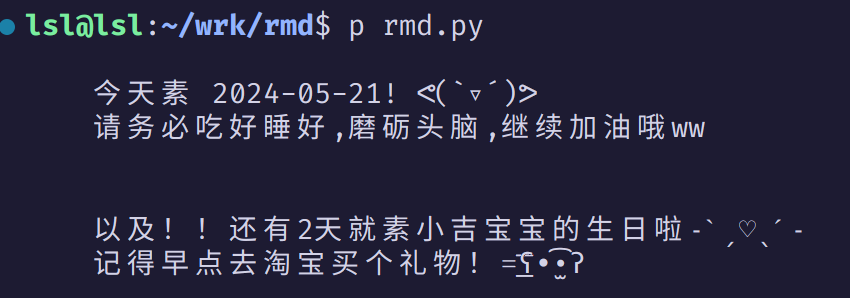 lsl@lsl:~/wrk/rmd$ p rmd.py
今天素 2024-05-21! ᕙ(`▿´)ᕗ
请务必吃好睡好,磨砺头脑,继续加油哦ww
以及！！还有2天就素小吉宝宝的生日啦 -` ̗♡ ̖´-
记得早点去淘宝买个礼物！